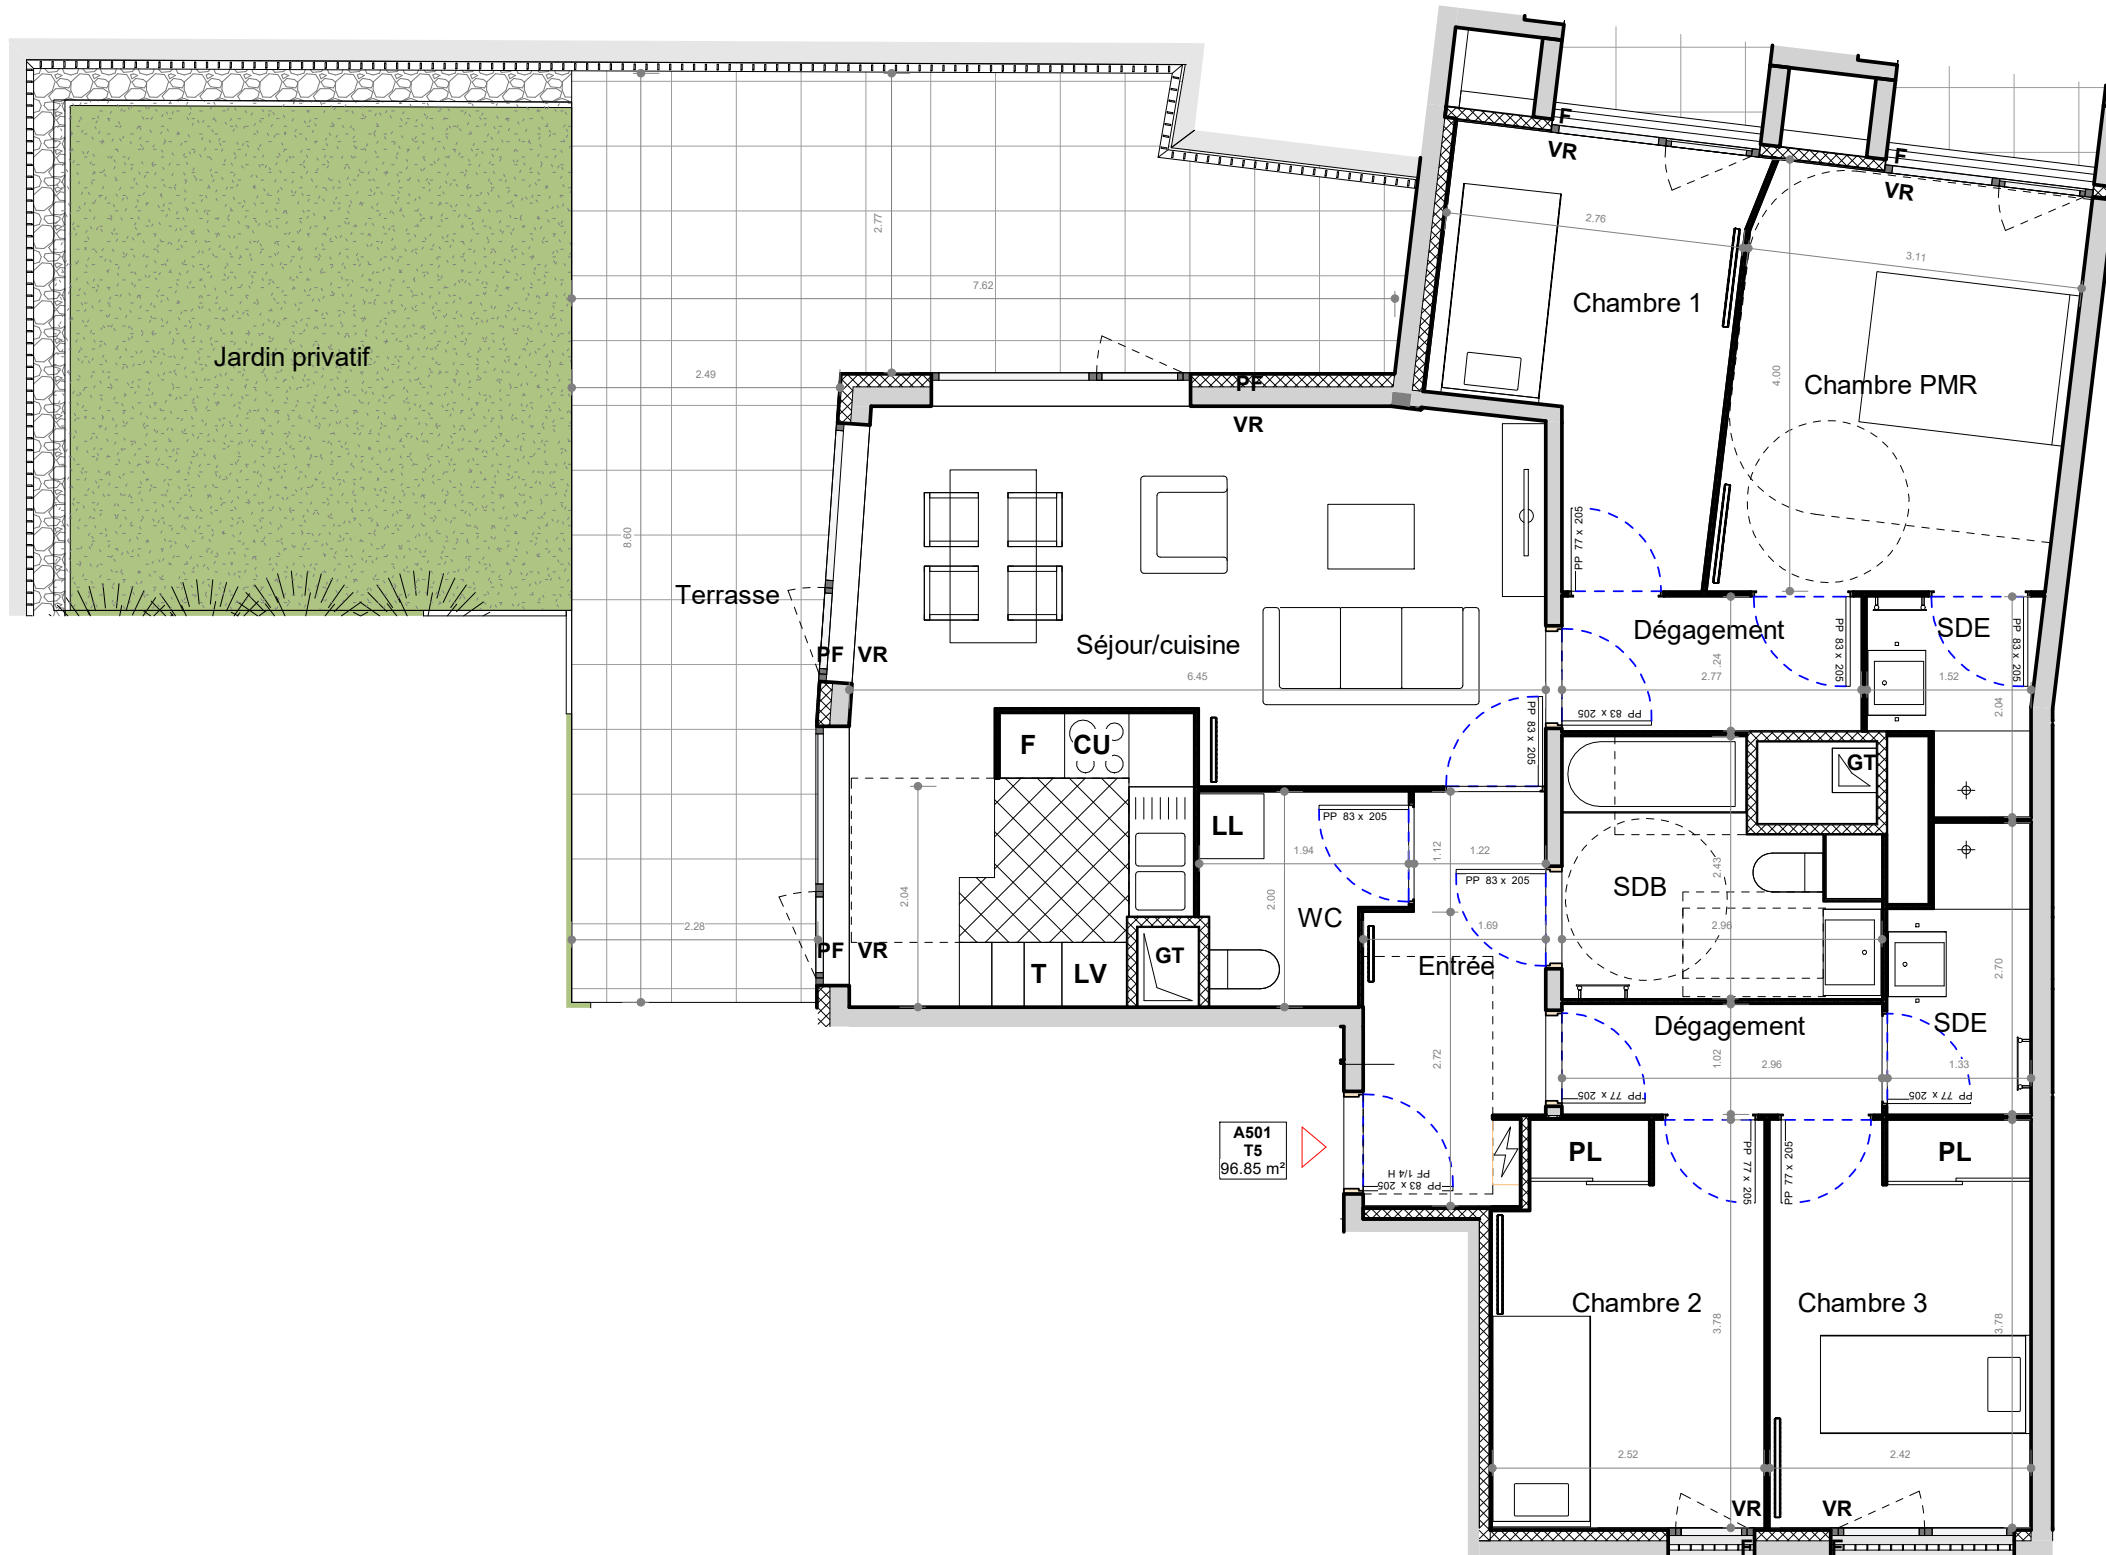 F
VR
F
VR
2.76
2.77
3.11
7.62
Chambre 1
Jardin privatif
2.49
4.00
Chambre PMR
PF
VR
8.60
PP 77 x 205
Terrasse
Séjour/cuisine
Dégagement
SDE
PP 83 x 205
PP 83 x 205
PF VR
6.45
.24
2.77
1.52
2.04
PP 83 x 205
PP 83 x 205
F
CU
GT
LL
PP 83 x 205
1.94
1.12
1.22
2.43
PP 83 x 205
SDB
2.04
2.00
WC
1.69
2.96
2.28
PF VR
GT
Entrée
T
LV
2.70
Dégagement
SDE
2.72
1.02
2.96
1.33
PP 77 x 205
PP 77 x 205
A501
T5
96.85 m²
PL
PL
PP 77 x 205
PP 77 x 205
PP 83 x 205
PF 1/4 H
Chambre 2
Chambre 3
3.78
3.78
2.52
2.42
VR
VR
F
F